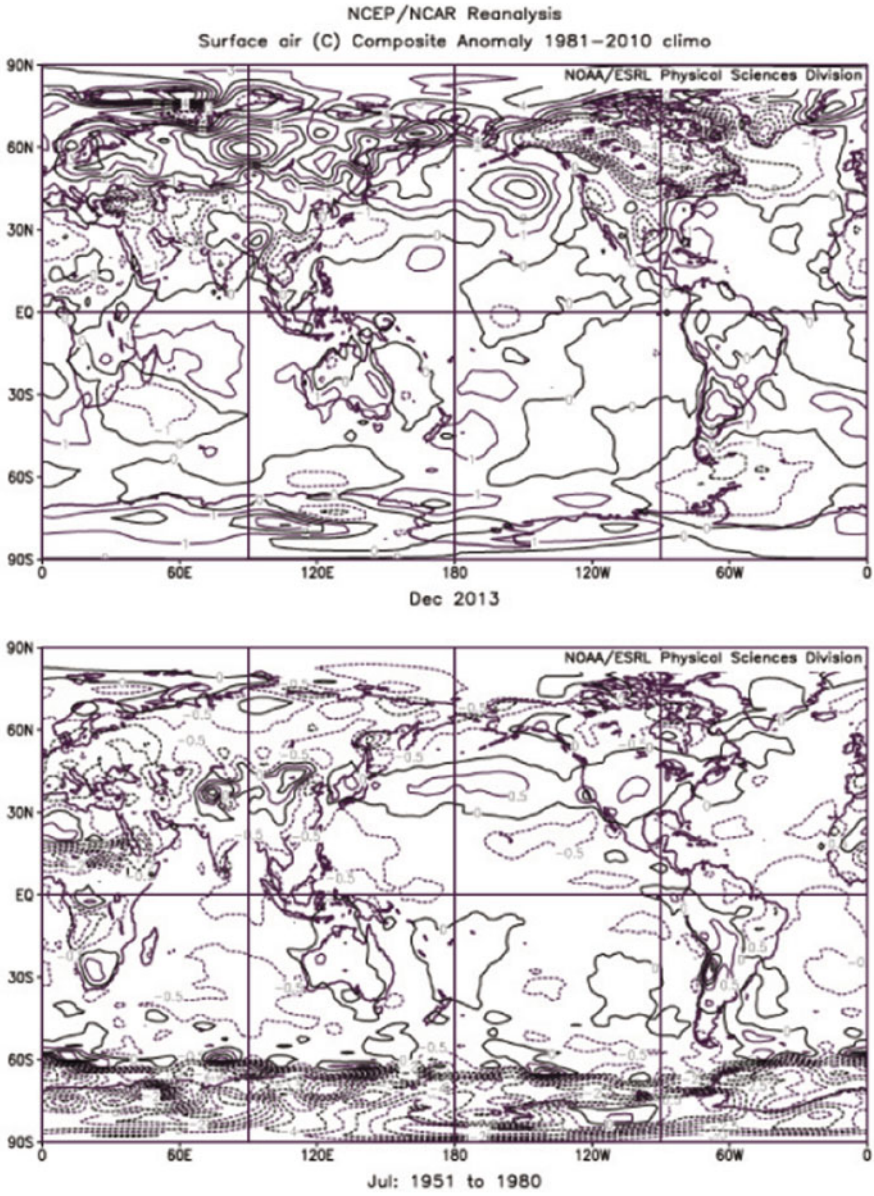 NCEP/NCAR Reanalysis
Surface air (C) Composite Anomaly 1981−2010 climo
NOAA/ESRL Physical Sciences Division
90N
60N
30N
EQ
30S
60S
90S
0 60E 120E 180 120W 60W 0
Dec 2013
NOAA/ESRL Physical Sciences Division
90N
60N
30N
EQ
30S
60S
90S
0 60E 120E 180 120W 60W 0
Jul: 1951 to 1980